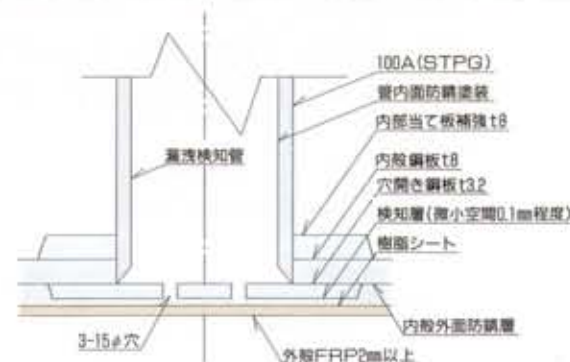 100A(STPG)
管内面防錆塗装
内部当て板補強t8
漏洩検知管
内殻鋼板t8
穴開き鋼板t3.2
検知層(微小空間0.1mm程度)
樹脂シート
内殻外面防錆層
3-15φ穴
外殻FRP2mm以上